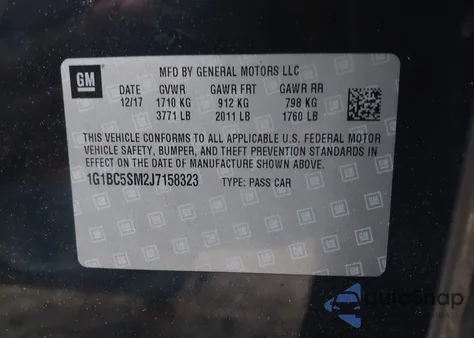 GM
MFD BY GENERAL MOTORS LLC
DATE GVWR GAWR FRT GAWR RR
12/17 1710 KG 912 KG 798 KG
3771 LB 2011 LB 1760 LB
THIS VEHICLE CONFORMS TO ALL APPLICABLE U.S. FEDERAL MOTOR
VEHICLE SAFETY, BUMPER, AND THEFT PREVENTION STANDARDS IN
EFFECT ON THE DATE OF MANUFACTURE SHOWN ABOVE.
1G1BC5SM2J7158323 TYPE: PASS CAR
autoSnap